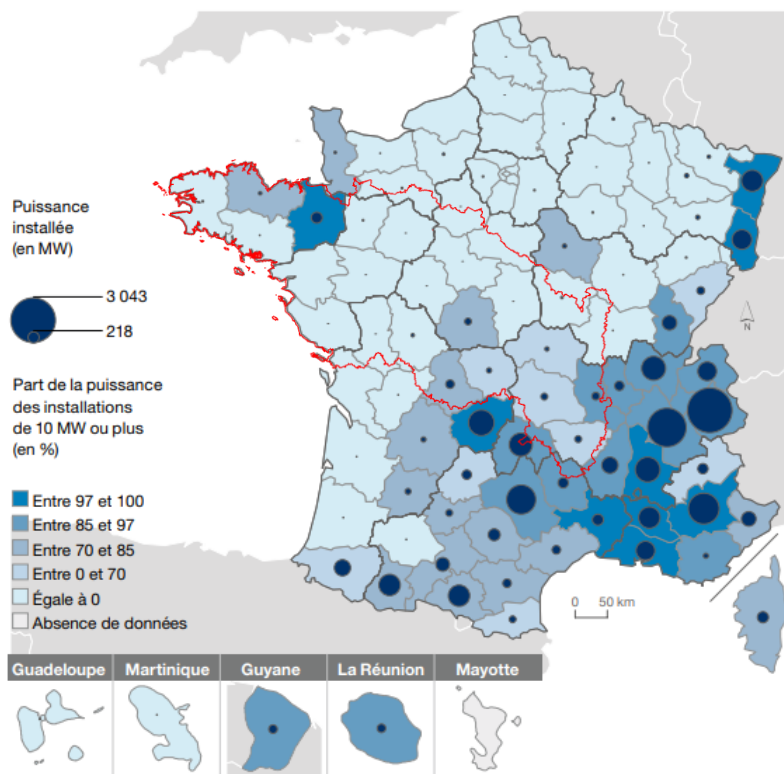 Puissance
installée
(en MW)
3 043
218
Part de la puissance
des installations
de 10 MW ou plus
(en %)
Entre 97 et 100
Entre 85 et 97
Entre 70 et 85
Entre 0 et 70
Égale à 0
Absence de données
N
0 50 km
Guadeloupe Martinique Guyane La Réunion Mayotte